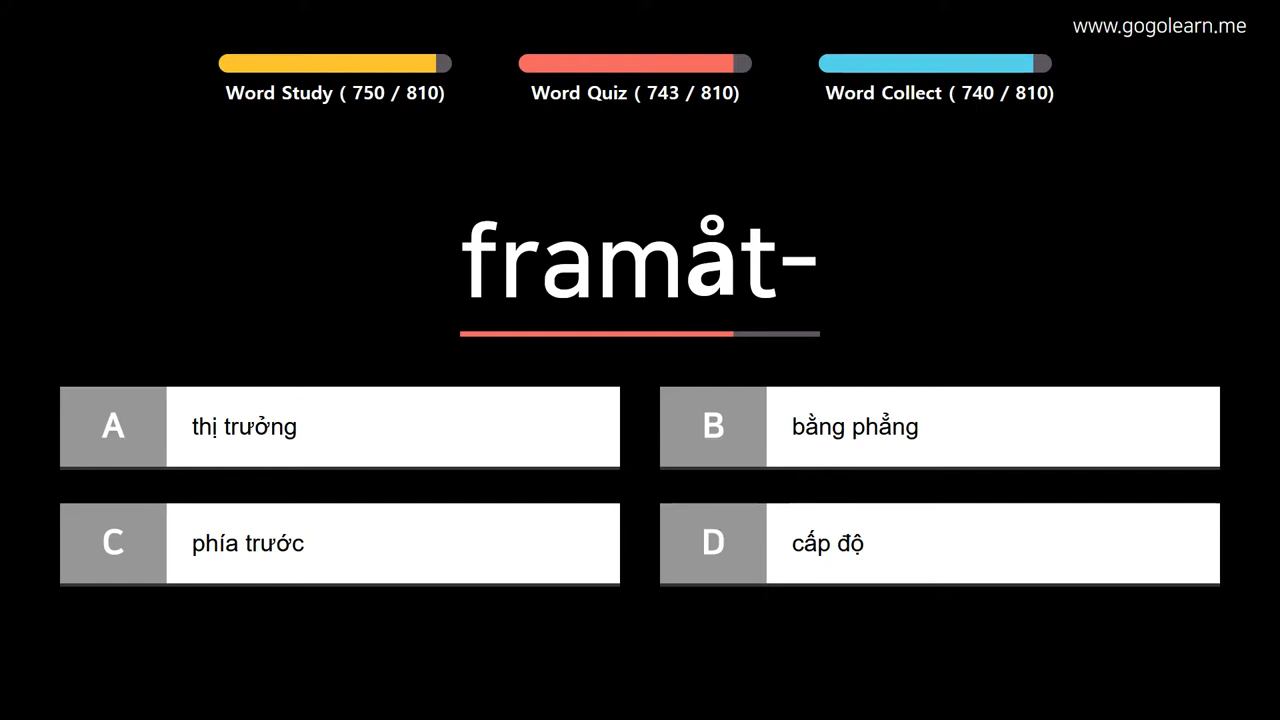 www.gogolearn.me
Word Study ( 750 / 810)
Word Quiz ( 743 / 810)
Word Collect ( 740 / 810)
framåt-
A thị trưởng
B bằng phẳng
C phía trước
D cấp độ